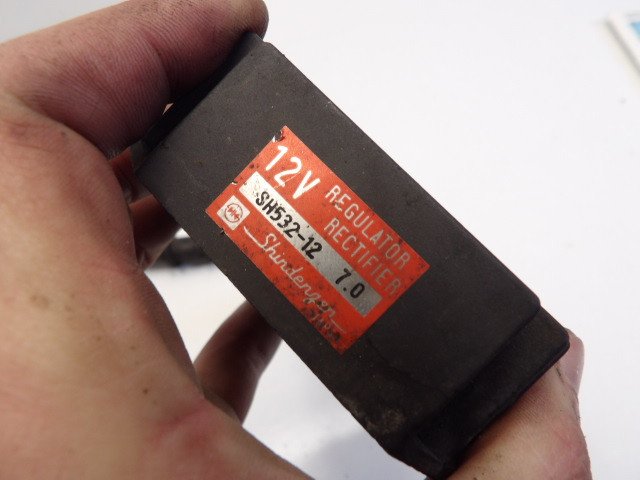 12V REGULATOR RECTIFIER
SH532-12 7.0
Shindengen